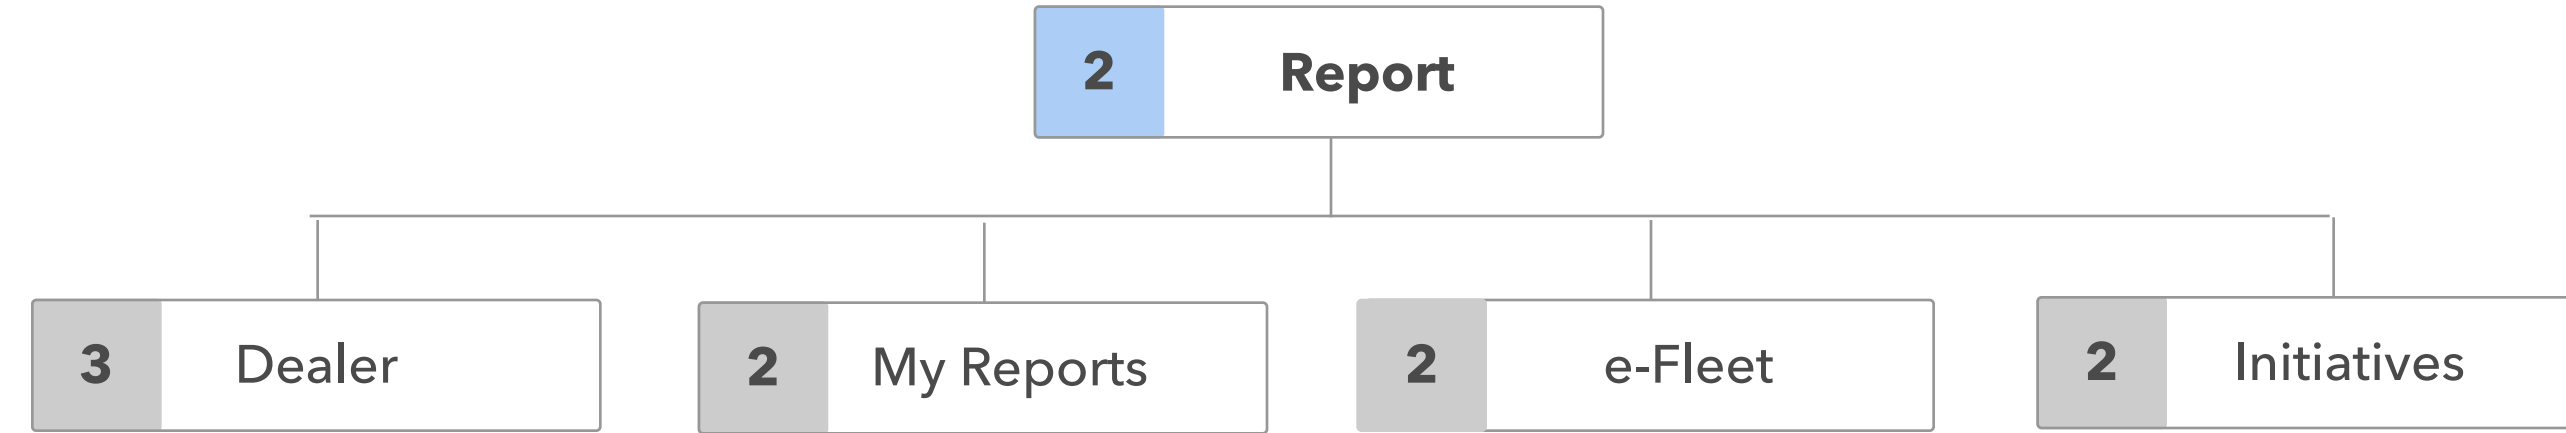 2 Report
3 Dealer
2 My Reports
2 e-Fleet
2 Initiatives